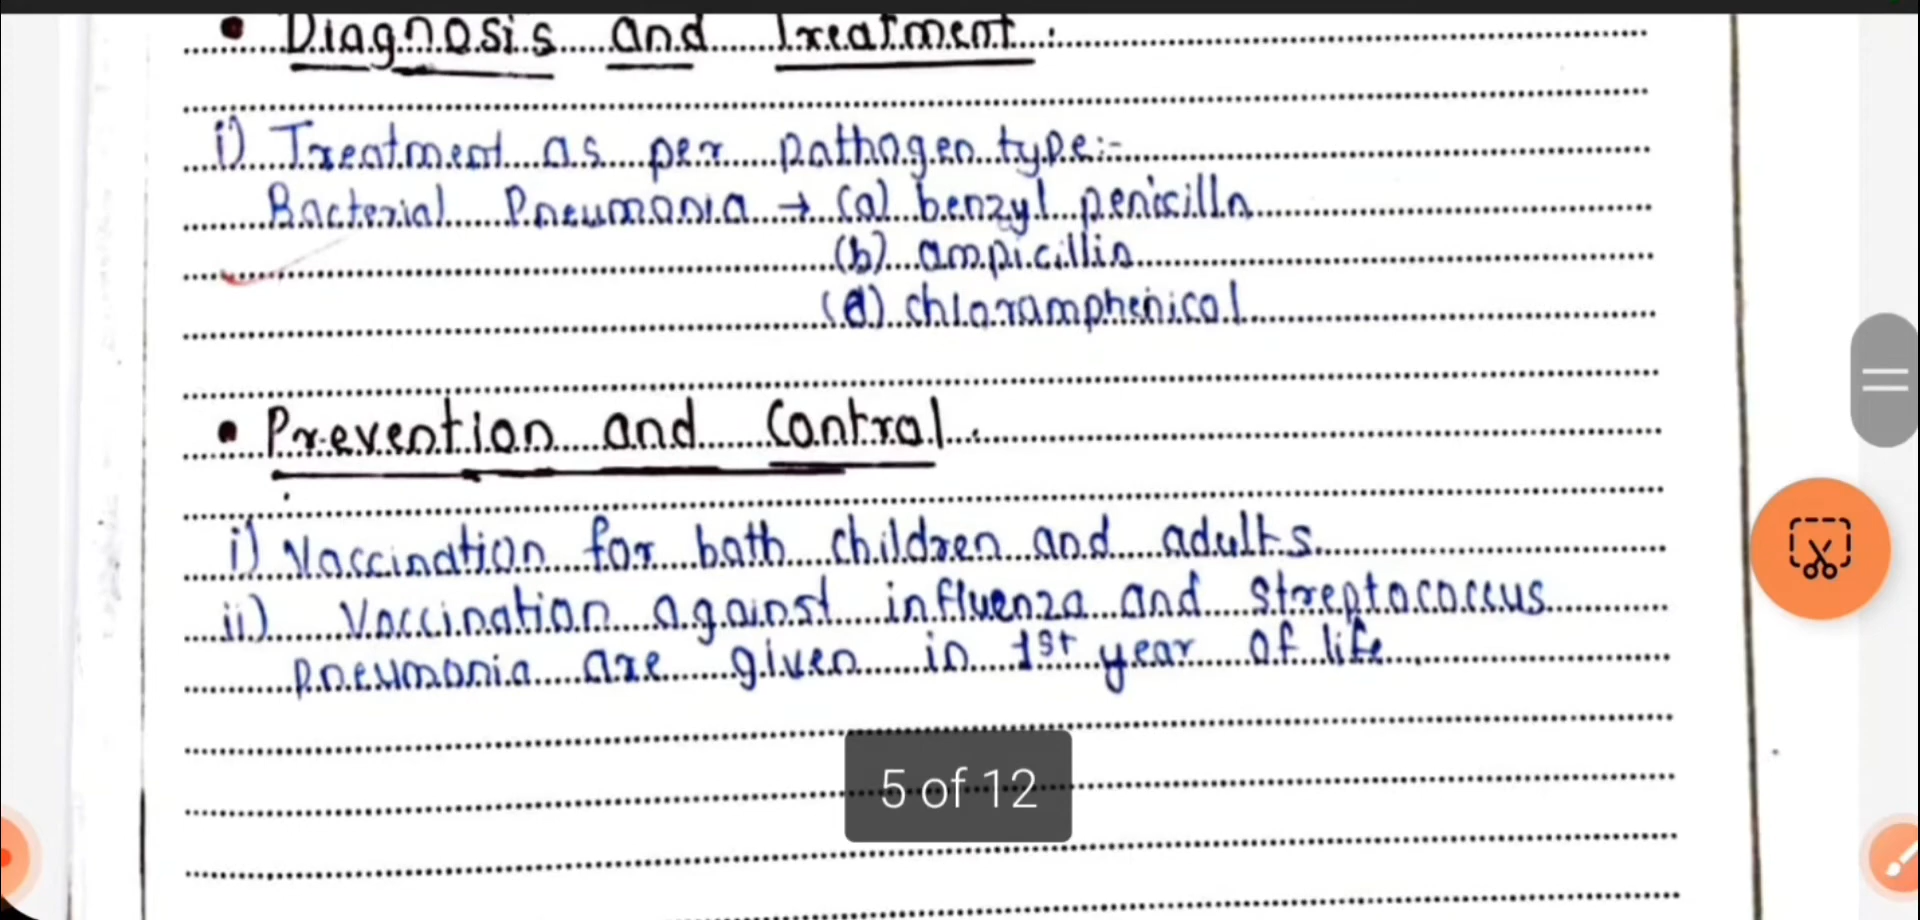 • Diagnosis and Treatment :
i) Treatment as per pathogen type:-
Bacterial Pneumonia → (a) benzyl penicilln
(b) ampicillin
(d) chloramphenicol
• Prevention and Control .
i) Vaccination for both children and adults.
ii) Vaccination against influenza and streptococcus
pneumonia are given in 1st year of life.
5 of 12